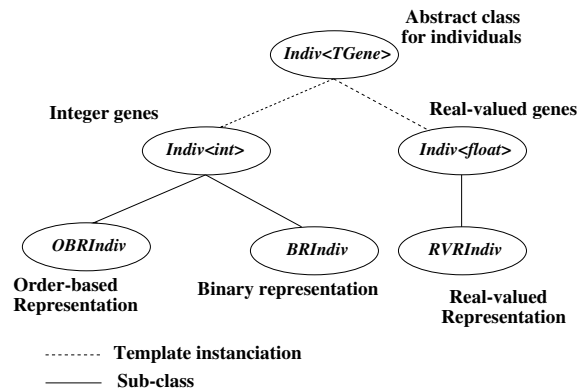 Abstract class
for individuals
Indiv<TGene>
Integer genes
Real-valued genes
Indiv<int>
Indiv<float>
OBRIndiv
BRIndiv
RVRIndiv
Order-based
Representation
Binary representation
Real-valued
Representation
Template instanciation
Sub-class